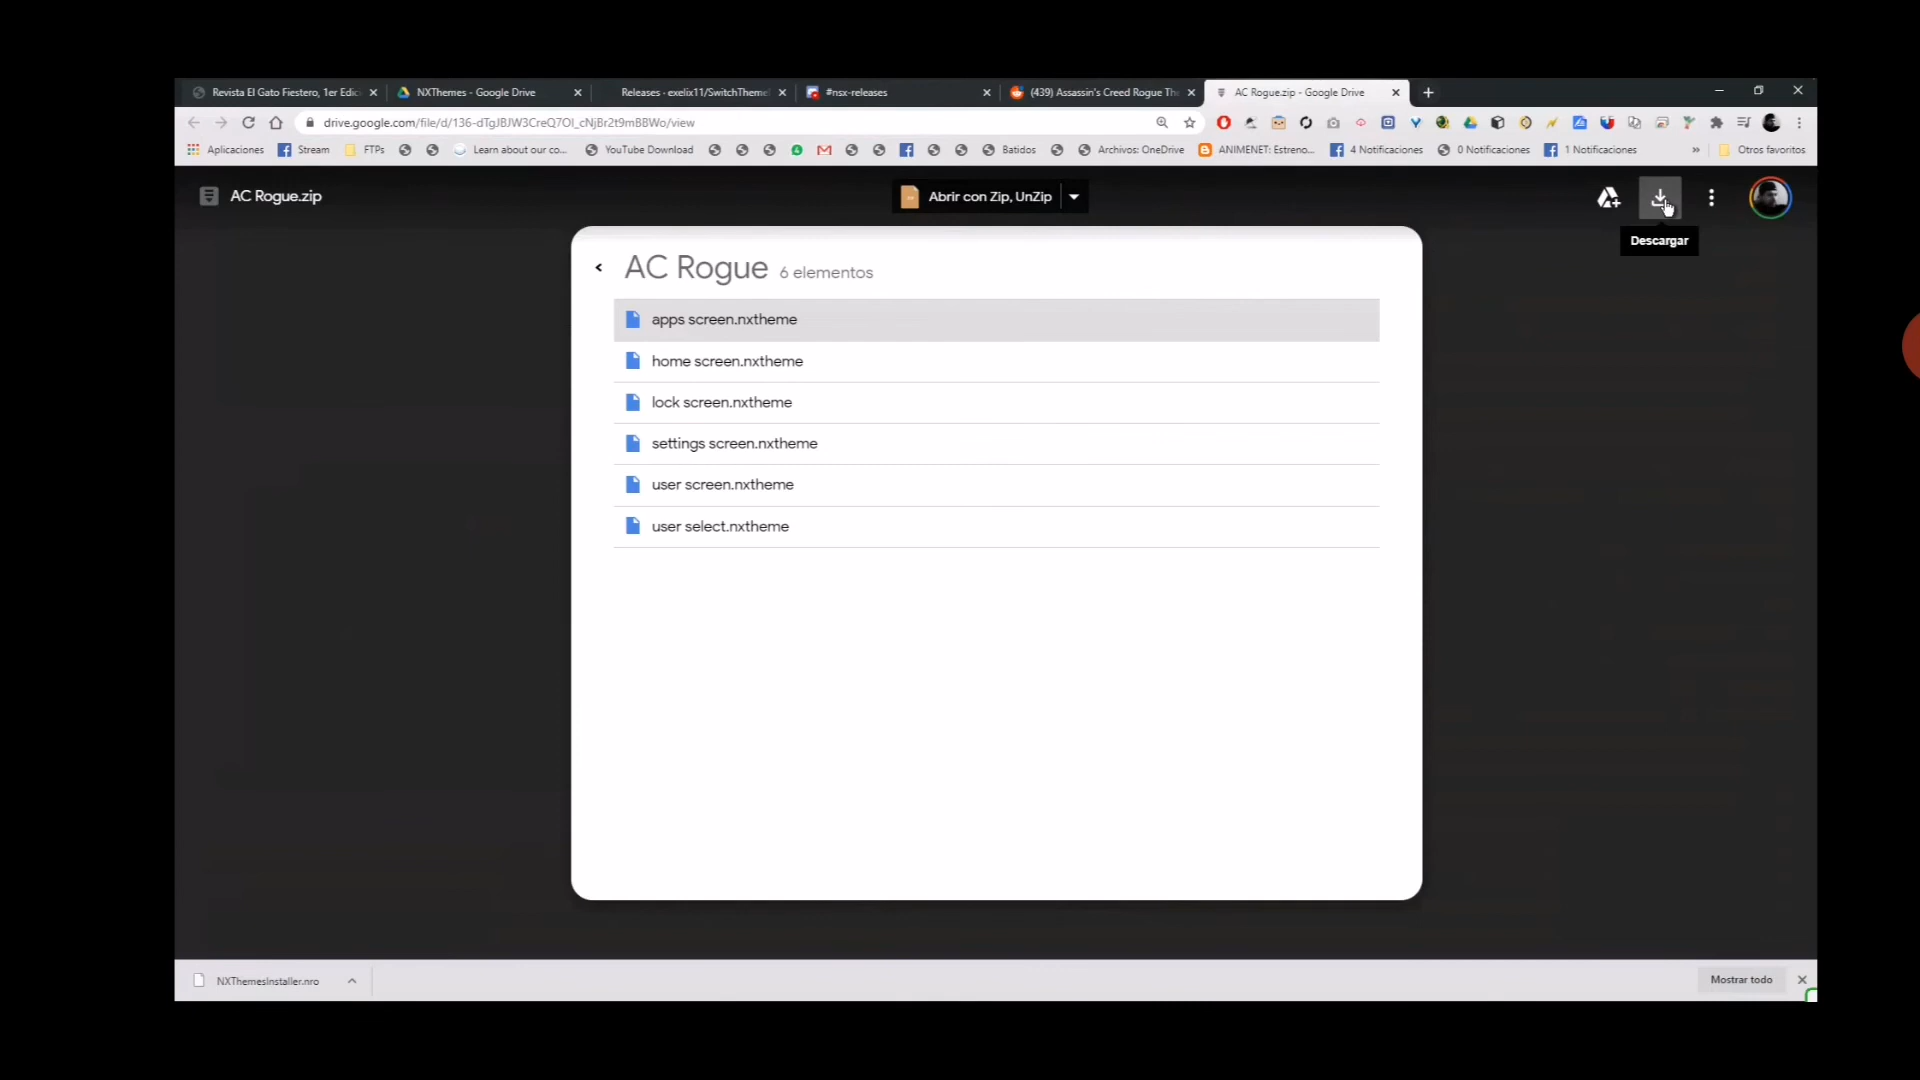 Revista El Gato Fiestero, 1er Edic
NXThemes - Google Drive
Releases · exelix11/SwitchThemeI
#nsx-releases
(439) Assassin's Creed Rogue Th
AC Rogue.zip - Google Drive
drive.google.com/file/d/136-dTgJBJW3CreQ7OI_cNjBr2t9mBBWo/view
Aplicaciones
Stream
FTPs
Learn about our co...
YouTube Download
Batidos
Archivos: OneDrive
ANIMENET: Estreno...
4 Notificaciones
0 Notificaciones
1 Notificaciones
»
Otros favoritos
AC Rogue.zip
Abrir con Zip, UnZip
Descargar
AC Rogue 6 elementos
apps screen.nxtheme
home screen.nxtheme
lock screen.nxtheme
settings screen.nxtheme
user screen.nxtheme
user select.nxtheme
NXThemesInstaller.nro
Mostrar todo